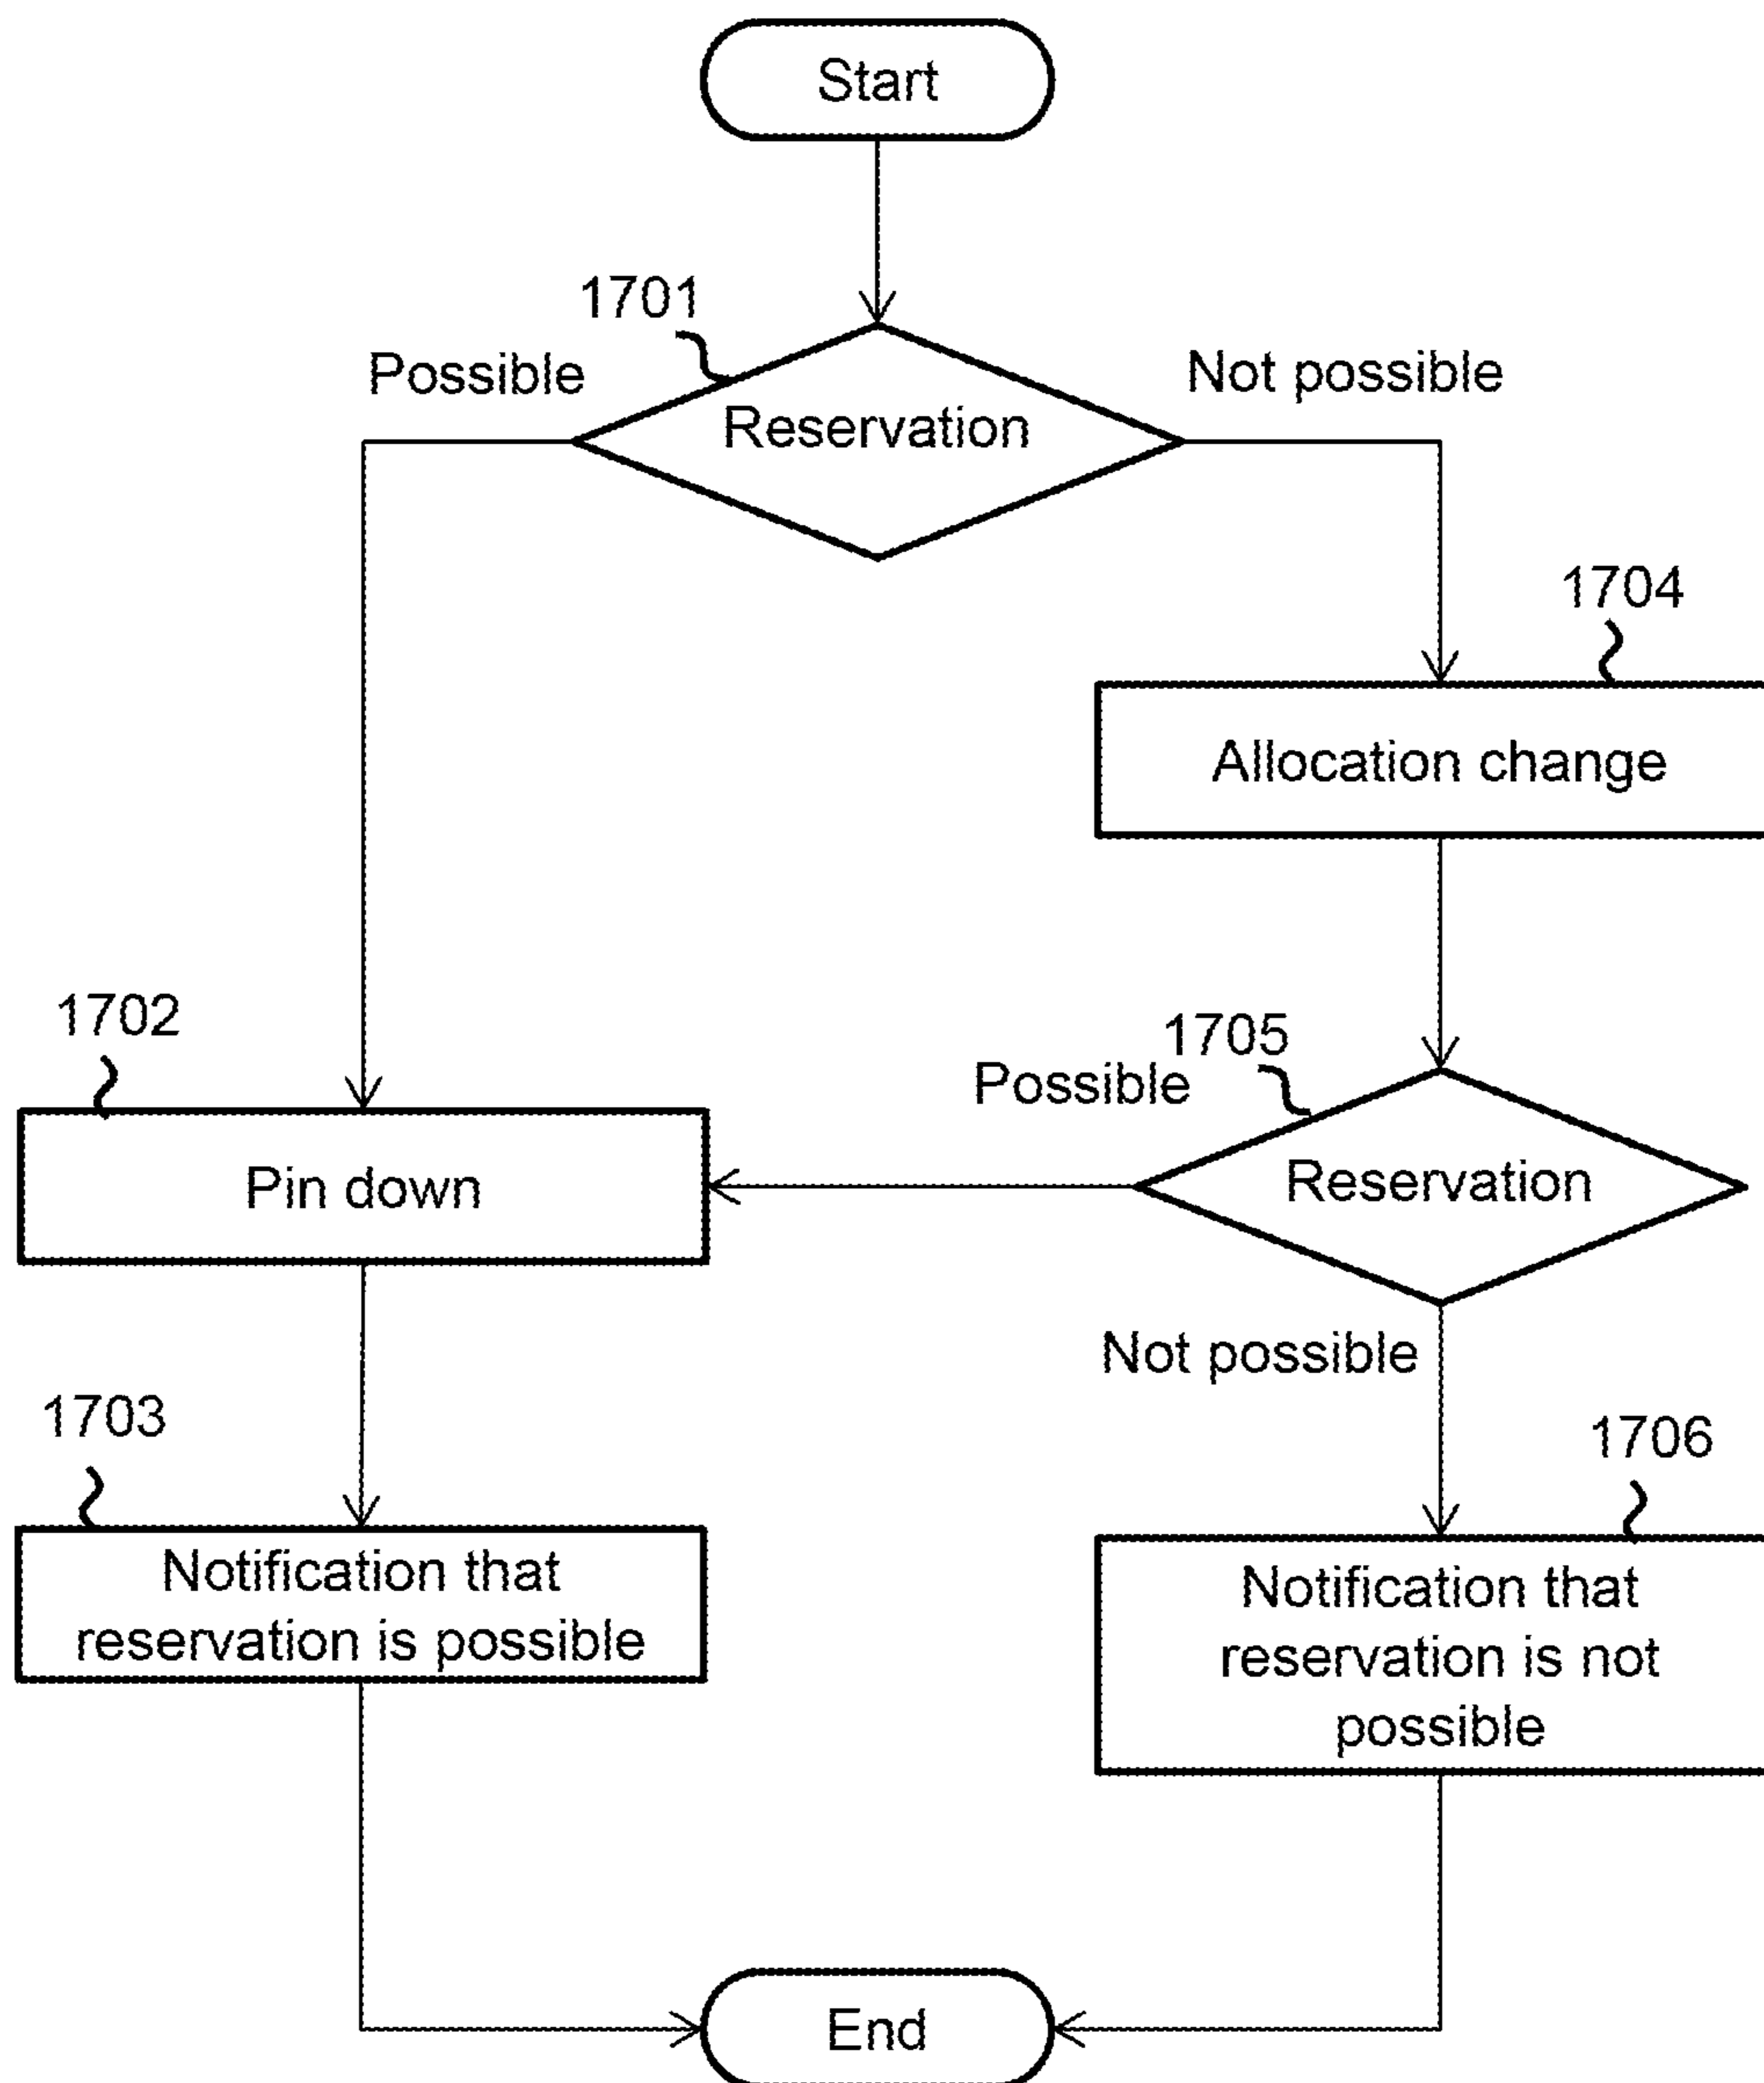 Start
1701
Possible
Not possible
Reservation
1704
Allocation change
1702
1705
Possible
Pin down
Reservation
Not possible
1703
1706
Notification that
reservation is possible
Notification that
reservation is not
possible
End